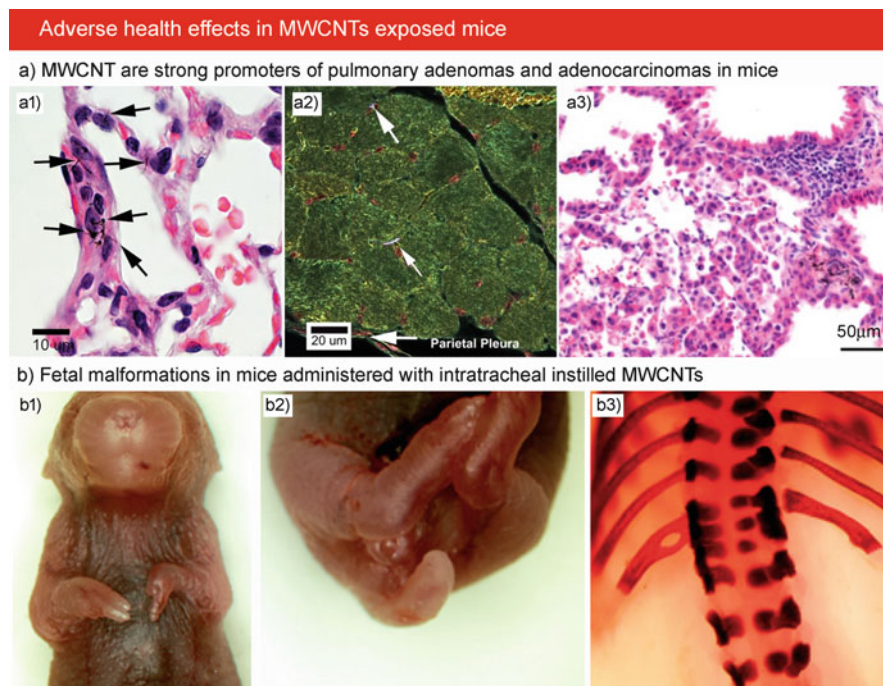 Adverse health effects in MWCNTs exposed mice
a) MWCNT are strong promoters of pulmonary adenomas and adenocarcinomas in mice
a1)
a2)
a3)
10 um
20 um
Parietal Pleura
50μm
b) Fetal malformations in mice administered with intratracheal instilled MWCNTs
b1)
b2)
b3)